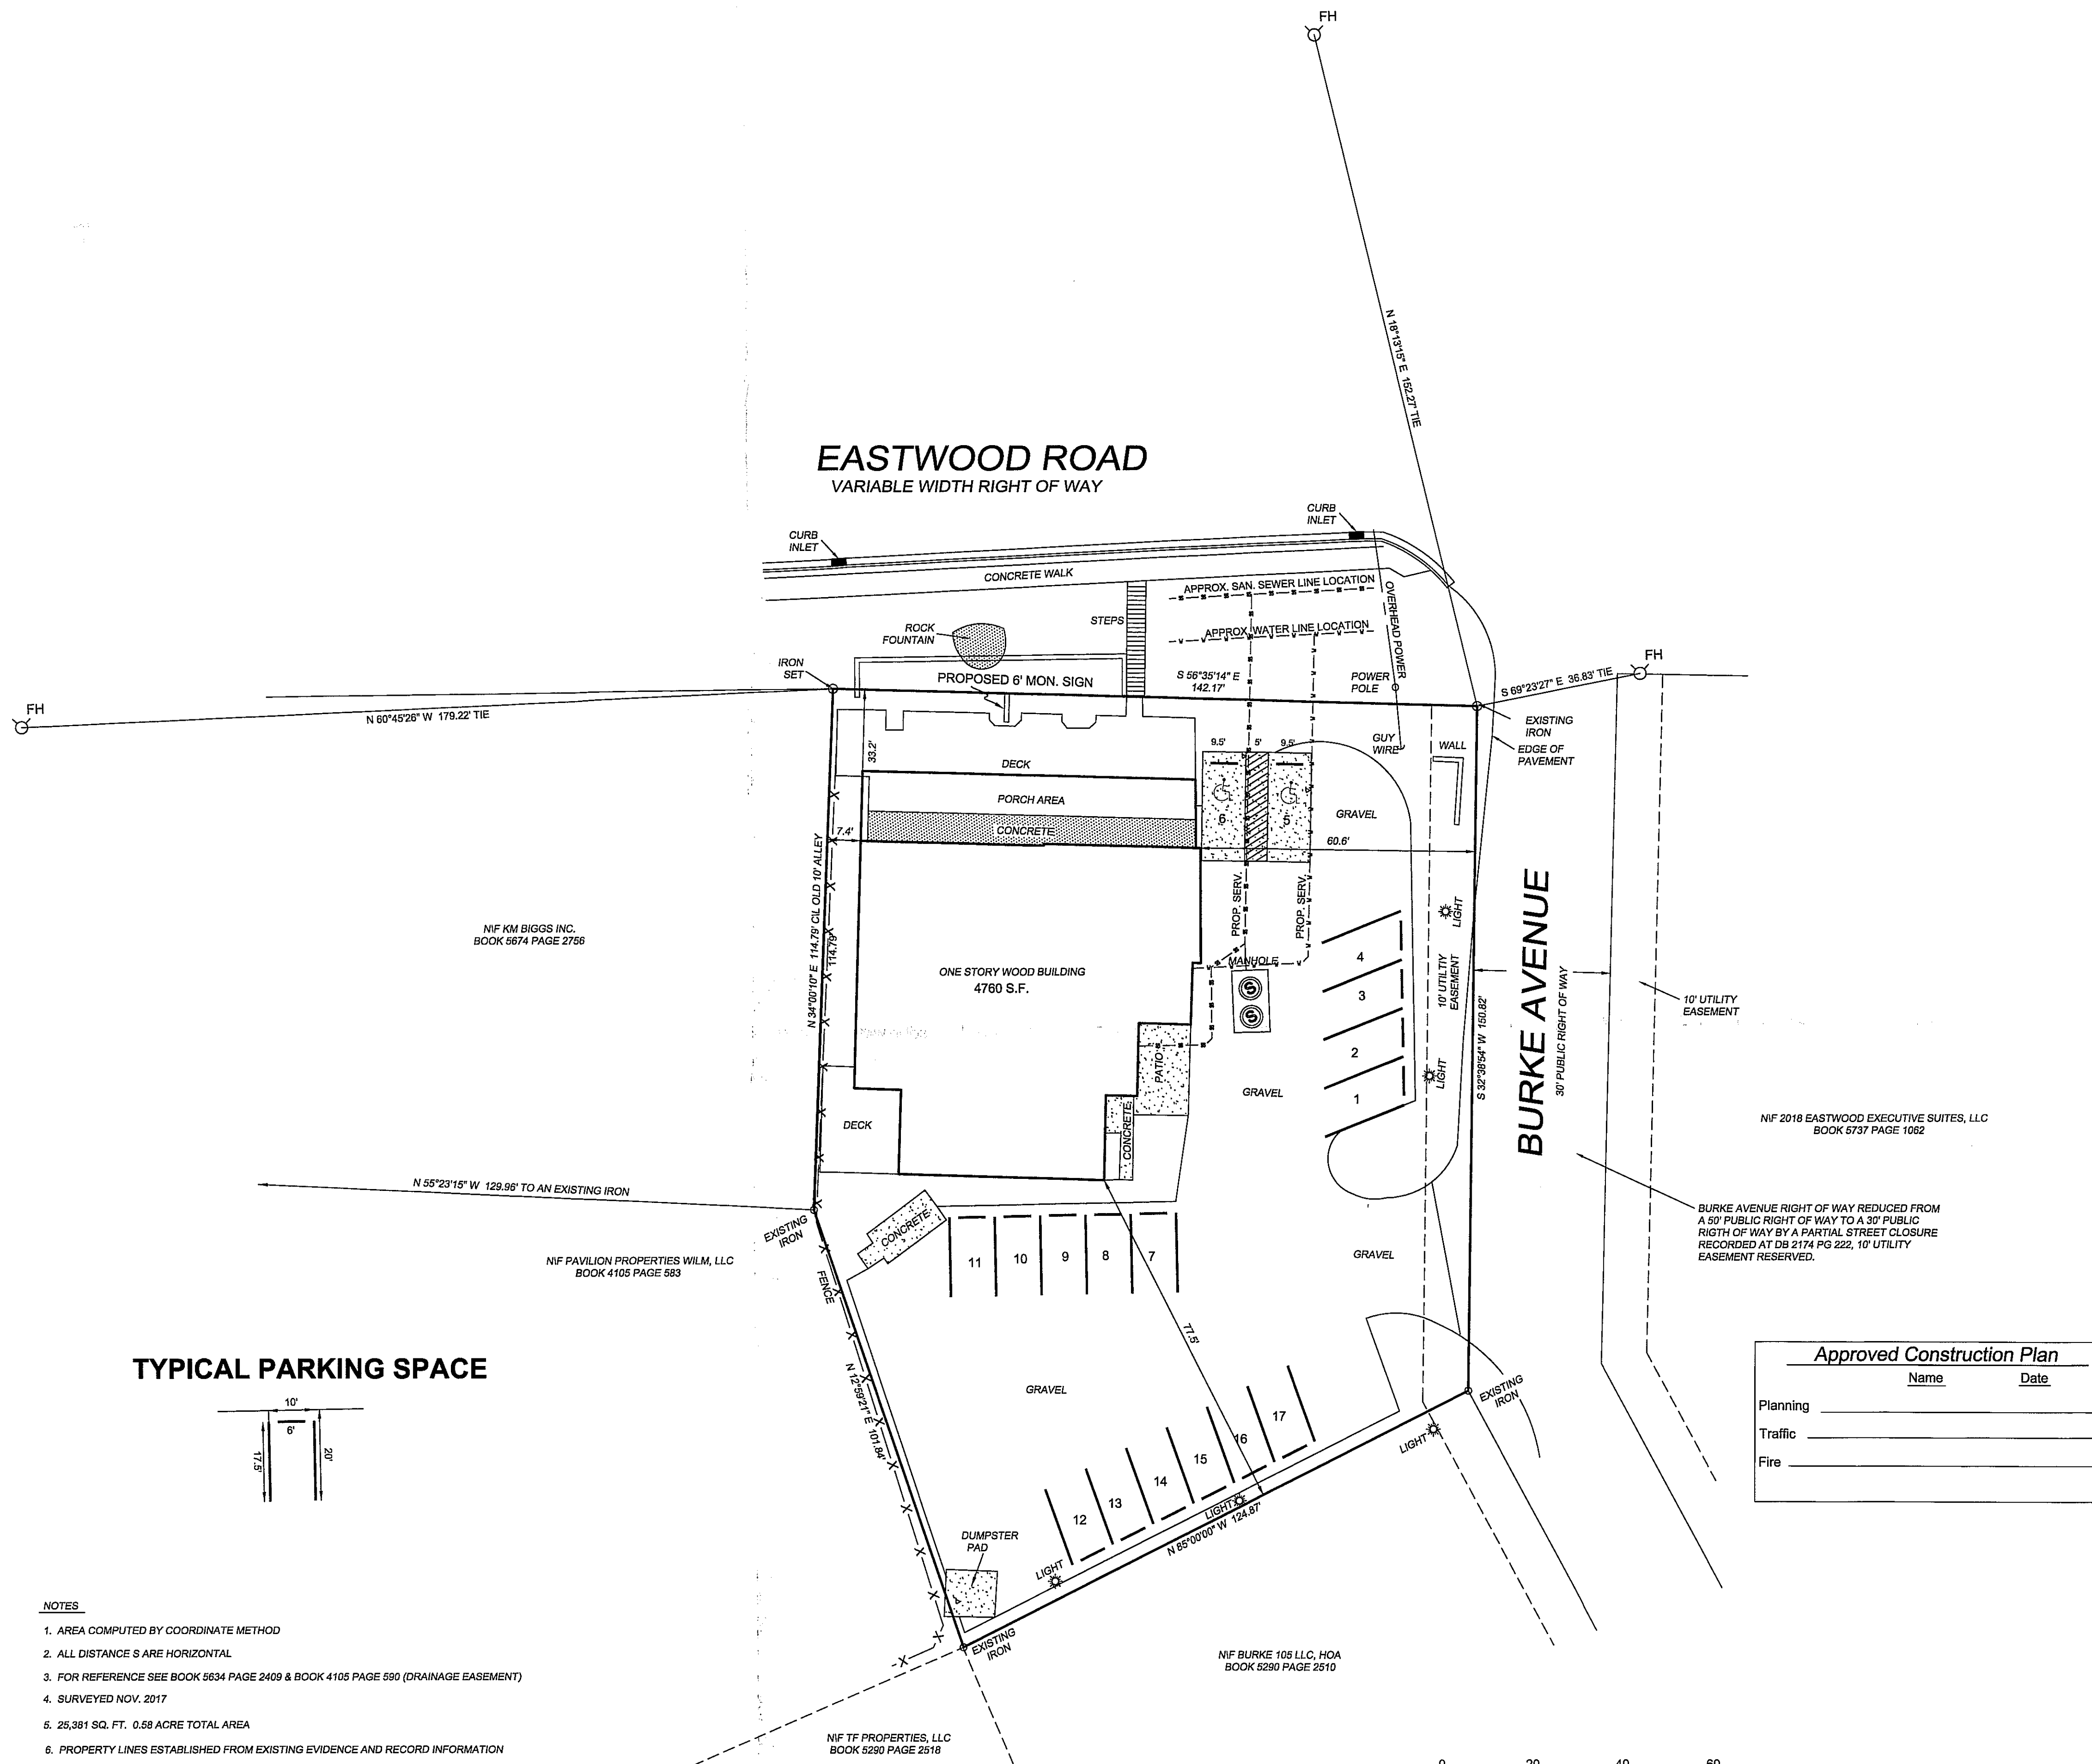 FH
N 18°13'15" E 152.27' TIE
EASTWOOD ROAD
VARIABLE WIDTH RIGHT OF WAY
CURB
INLET
CURB
INLET
CONCRETE WALK
APPROX. SAN. SEWER LINE LOCATION
OVERHEAD POWER
STEPS
ROCK
FOUNTAIN
APPROX. WATER LINE LOCATION
IRON
SET
PROPOSED 6' MON. SIGN
S 56°35'14" E
142.17'
POWER
POLE
S 69°23'27" E 36.83' TIE
FH
FH
N 60°45'26" W 179.22' TIE
EXISTING
IRON
EDGE OF
PAVEMENT
GUY
WIRE
WALL
9.5'
5'
9.5'
33.2'
DECK
PORCH AREA
CONCRETE
7.4'
6
5
GRAVEL
60.6'
N 34°00'10" E 114.79' C/L OLD 10' ALLEY
114.79'
N\F KM BIGGS INC.
BOOK 5674 PAGE 2756
PROP. SERV.
PROP. SERV.
LIGHT
MANHOLE
S
S
ONE STORY WOOD BUILDING
4760 S.F.
4
3
2
1
10' UTILTIY
EASEMENT
LIGHT
S 32°38'54" W 150.82'
BURKE AVENUE
30' PUBLIC RIGHT OF WAY
10' UTILITY
EASEMENT
PATIO
GRAVEL
CONCRETE
DECK
N\F 2018 EASTWOOD EXECUTIVE SUITES, LLC
BOOK 5737 PAGE 1062
N 55°23'15" W 129.96' TO AN EXISTING IRON
EXISTING
IRON
CONCRETE
BURKE AVENUE RIGHT OF WAY REDUCED FROM
A 50' PUBLIC RIGHT OF WAY TO A 30' PUBLIC
RIGTH OF WAY BY A PARTIAL STREET CLOSURE
RECORDED AT DB 2174 PG 222, 10' UTILITY
EASEMENT RESERVED.
N\F PAVILION PROPERTIES WILM, LLC
BOOK 4105 PAGE 583
FENCE
11
10
9
8
7
GRAVEL
77.5'
N 12°59'21" E 101.84'
GRAVEL
TYPICAL PARKING SPACE
10'
6'
17.5'
20'
Approved Construction Plan
Name
Date
Planning
Traffic
Fire
EXISTING
IRON
LIGHT
17
16
15
14
13
12
LIGHT
N 85°00'00" W 124.87'
DUMPSTER
PAD
LIGHT
EXISTING
IRON
N\F BURKE 105 LLC, HOA
BOOK 5290 PAGE 2510
NOTES
1. AREA COMPUTED BY COORDINATE METHOD
2. ALL DISTANCE S ARE HORIZONTAL
3. FOR REFERENCE SEE BOOK 5634 PAGE 2409 & BOOK 4105 PAGE 590 (DRAINAGE EASEMENT)
4. SURVEYED NOV. 2017
5. 25,381 SQ. FT. 0.58 ACRE TOTAL AREA
6. PROPERTY LINES ESTABLISHED FROM EXISTING EVIDENCE AND RECORD INFORMATION
N\F TF PROPERTIES, LLC
BOOK 5290 PAGE 2518
0 20 40 60